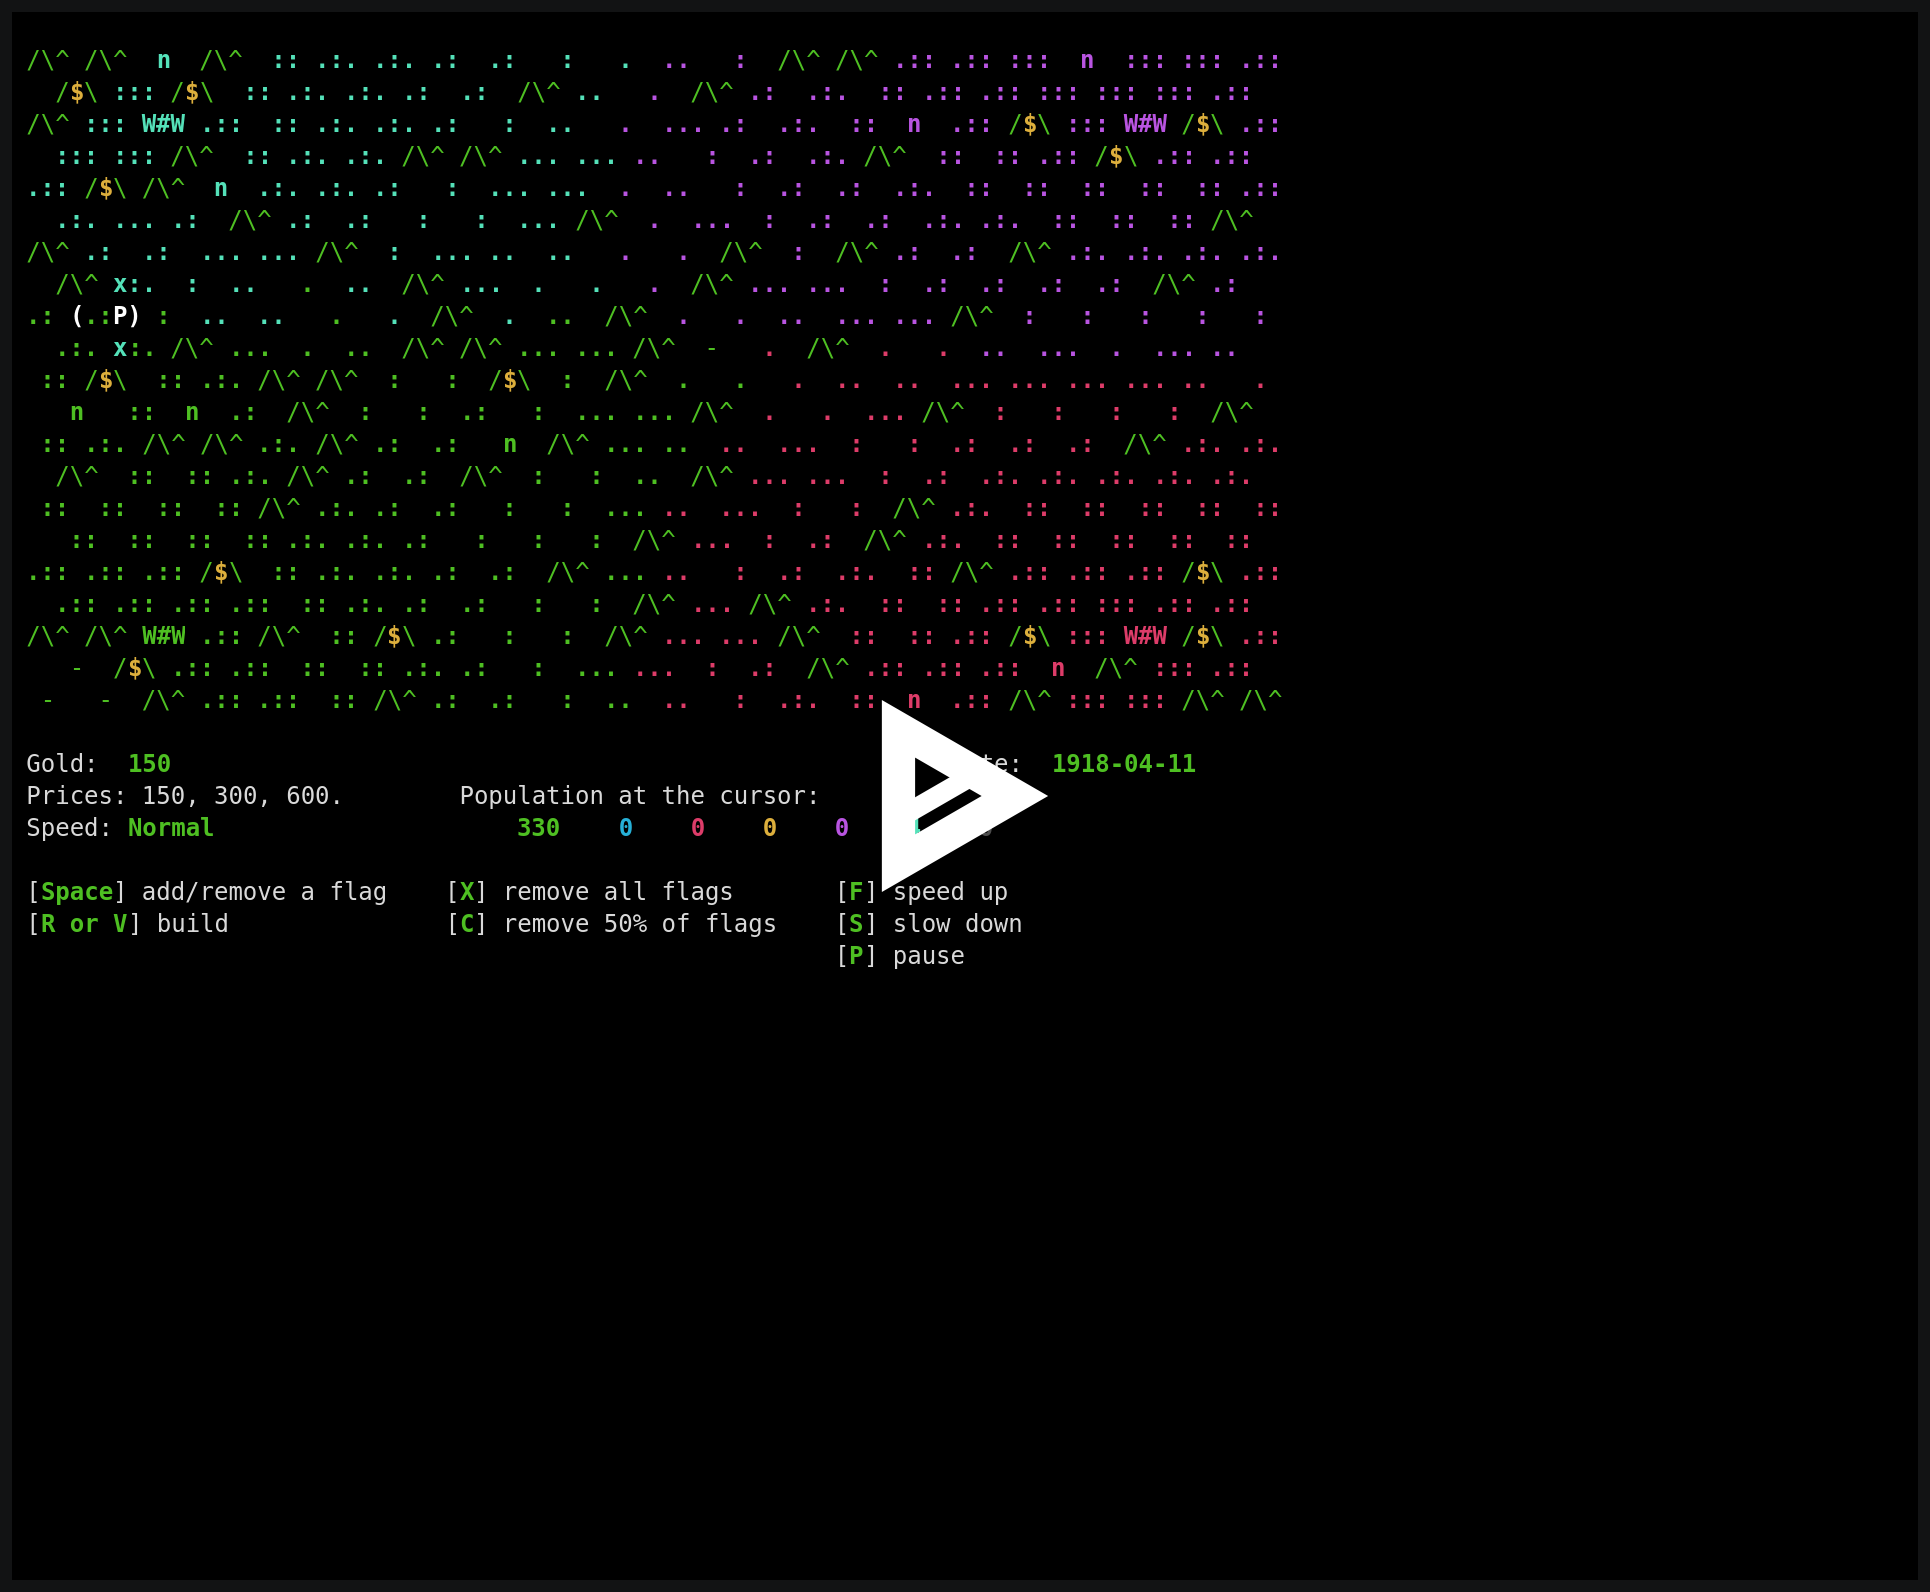 /\^ /\^  n  /\^  :: .:. .:. .:  .:   :   .  ..   :  /\^ /\^ .:: .:: :::  n  ::: ::: .::
  /$\ ::: /$\  :: .:. .:. .:  .:  /\^ ..   .  /\^ .:  .:.  :: .:: .:: ::: ::: ::: .::
/\^ ::: W#W .::  :: .:. .:. .:   :  ..   .  ... .:  .:.  ::  n  .:: /$\ ::: W#W /$\ .::
  ::: ::: /\^  :: .:. .:. /\^ /\^ ... ... ..   :  .:  .:. /\^  ::  :: .:: /$\ .:: .::
.:: /$\ /\^  n  .:. .:. .:   :  ... ...  .  ..   :  .:  .:  .:.  ::  ::  ::  ::  :: .::
  .:. ... .:  /\^ .:  .:   :   :  ... /\^  .  ...  :  .:  .:  .:. .:.  ::  ::  :: /\^
/\^ .:  .:  ... ... /\^  :  ... ..  ..   .   .  /\^  :  /\^ .:  .:  /\^ .:. .:. .:. .:.
  /\^ x:.  :  ..   .  ..  /\^ ...  .   .   .  /\^ ... ...  :  .:  .:  .:  .:  /\^ .:
.: (.:P) :  ..  ..   .   .  /\^  .  ..  /\^  .   .  ..  ... ... /\^  :   :   :   :   :
  .:. x:. /\^ ...  .  ..  /\^ /\^ ... ... /\^  -   .  /\^  .   .  ..  ...  .  ... ..
 :: /$\  :: .:. /\^ /\^  :   :  /$\  :  /\^  .   .   .  ..  ..  ... ... ... ... ..   .
   n   ::  n  .:  /\^  :   :  .:   :  ... ... /\^  .   .  ... /\^  :   :   :   :  /\^
 :: .:. /\^ /\^ .:. /\^ .:  .:   n  /\^ ... ..  ..  ...  :   :  .:  .:  .:  /\^ .:. .:.
  /\^  ::  :: .:. /\^ .:  .:  /\^  :   :  ..  /\^ ... ...  :  .:  .:. .:. .:. .:. .:.
 ::  ::  ::  :: /\^ .:. .:  .:   :   :  ... ..  ...  :   :  /\^ .:.  ::  ::  ::  ::  ::
   ::  ::  ::  :: .:. .:. .:   :   :   :  /\^ ...  :  .:  /\^ .:.  ::  ::  ::  ::  ::
.:: .:: .:: /$\  :: .:. .:. .:  .:  /\^ ... ..   :  .:  .:.  :: /\^ .:: .:: .:: /$\ .::
  .:: .:: .:: .::  :: .:. .:  .:   :   :  /\^ ... /\^ .:.  ::  :: .:: .:: ::: .:: .::
/\^ /\^ W#W .:: /\^  :: /$\ .:   :   :  /\^ ... ... /\^  ::  :: .:: /$\ ::: W#W /$\ .::
   -  /$\ .:: .::  ::  :: .:. .:   :  ... ...  :  .:  /\^ .:: .:: .::  n  /\^ ::: .::
 -   -  /\^ .:: .::  :: /\^ .:  .:   :  ..  ..   :  .:.  ::  n  .:: /\^ ::: ::: /\^ /\^
Gold:  150 1918-04-11
Prices: 150, 300, 600.        Population at the cursor:
Speed: Normal                     330    0    0    0    0
[Space] add/remove a flag    [X] remove all flags       [F] speed up
[R or V] build               [C] remove 50% of flags    [S] slow down
[P] pause